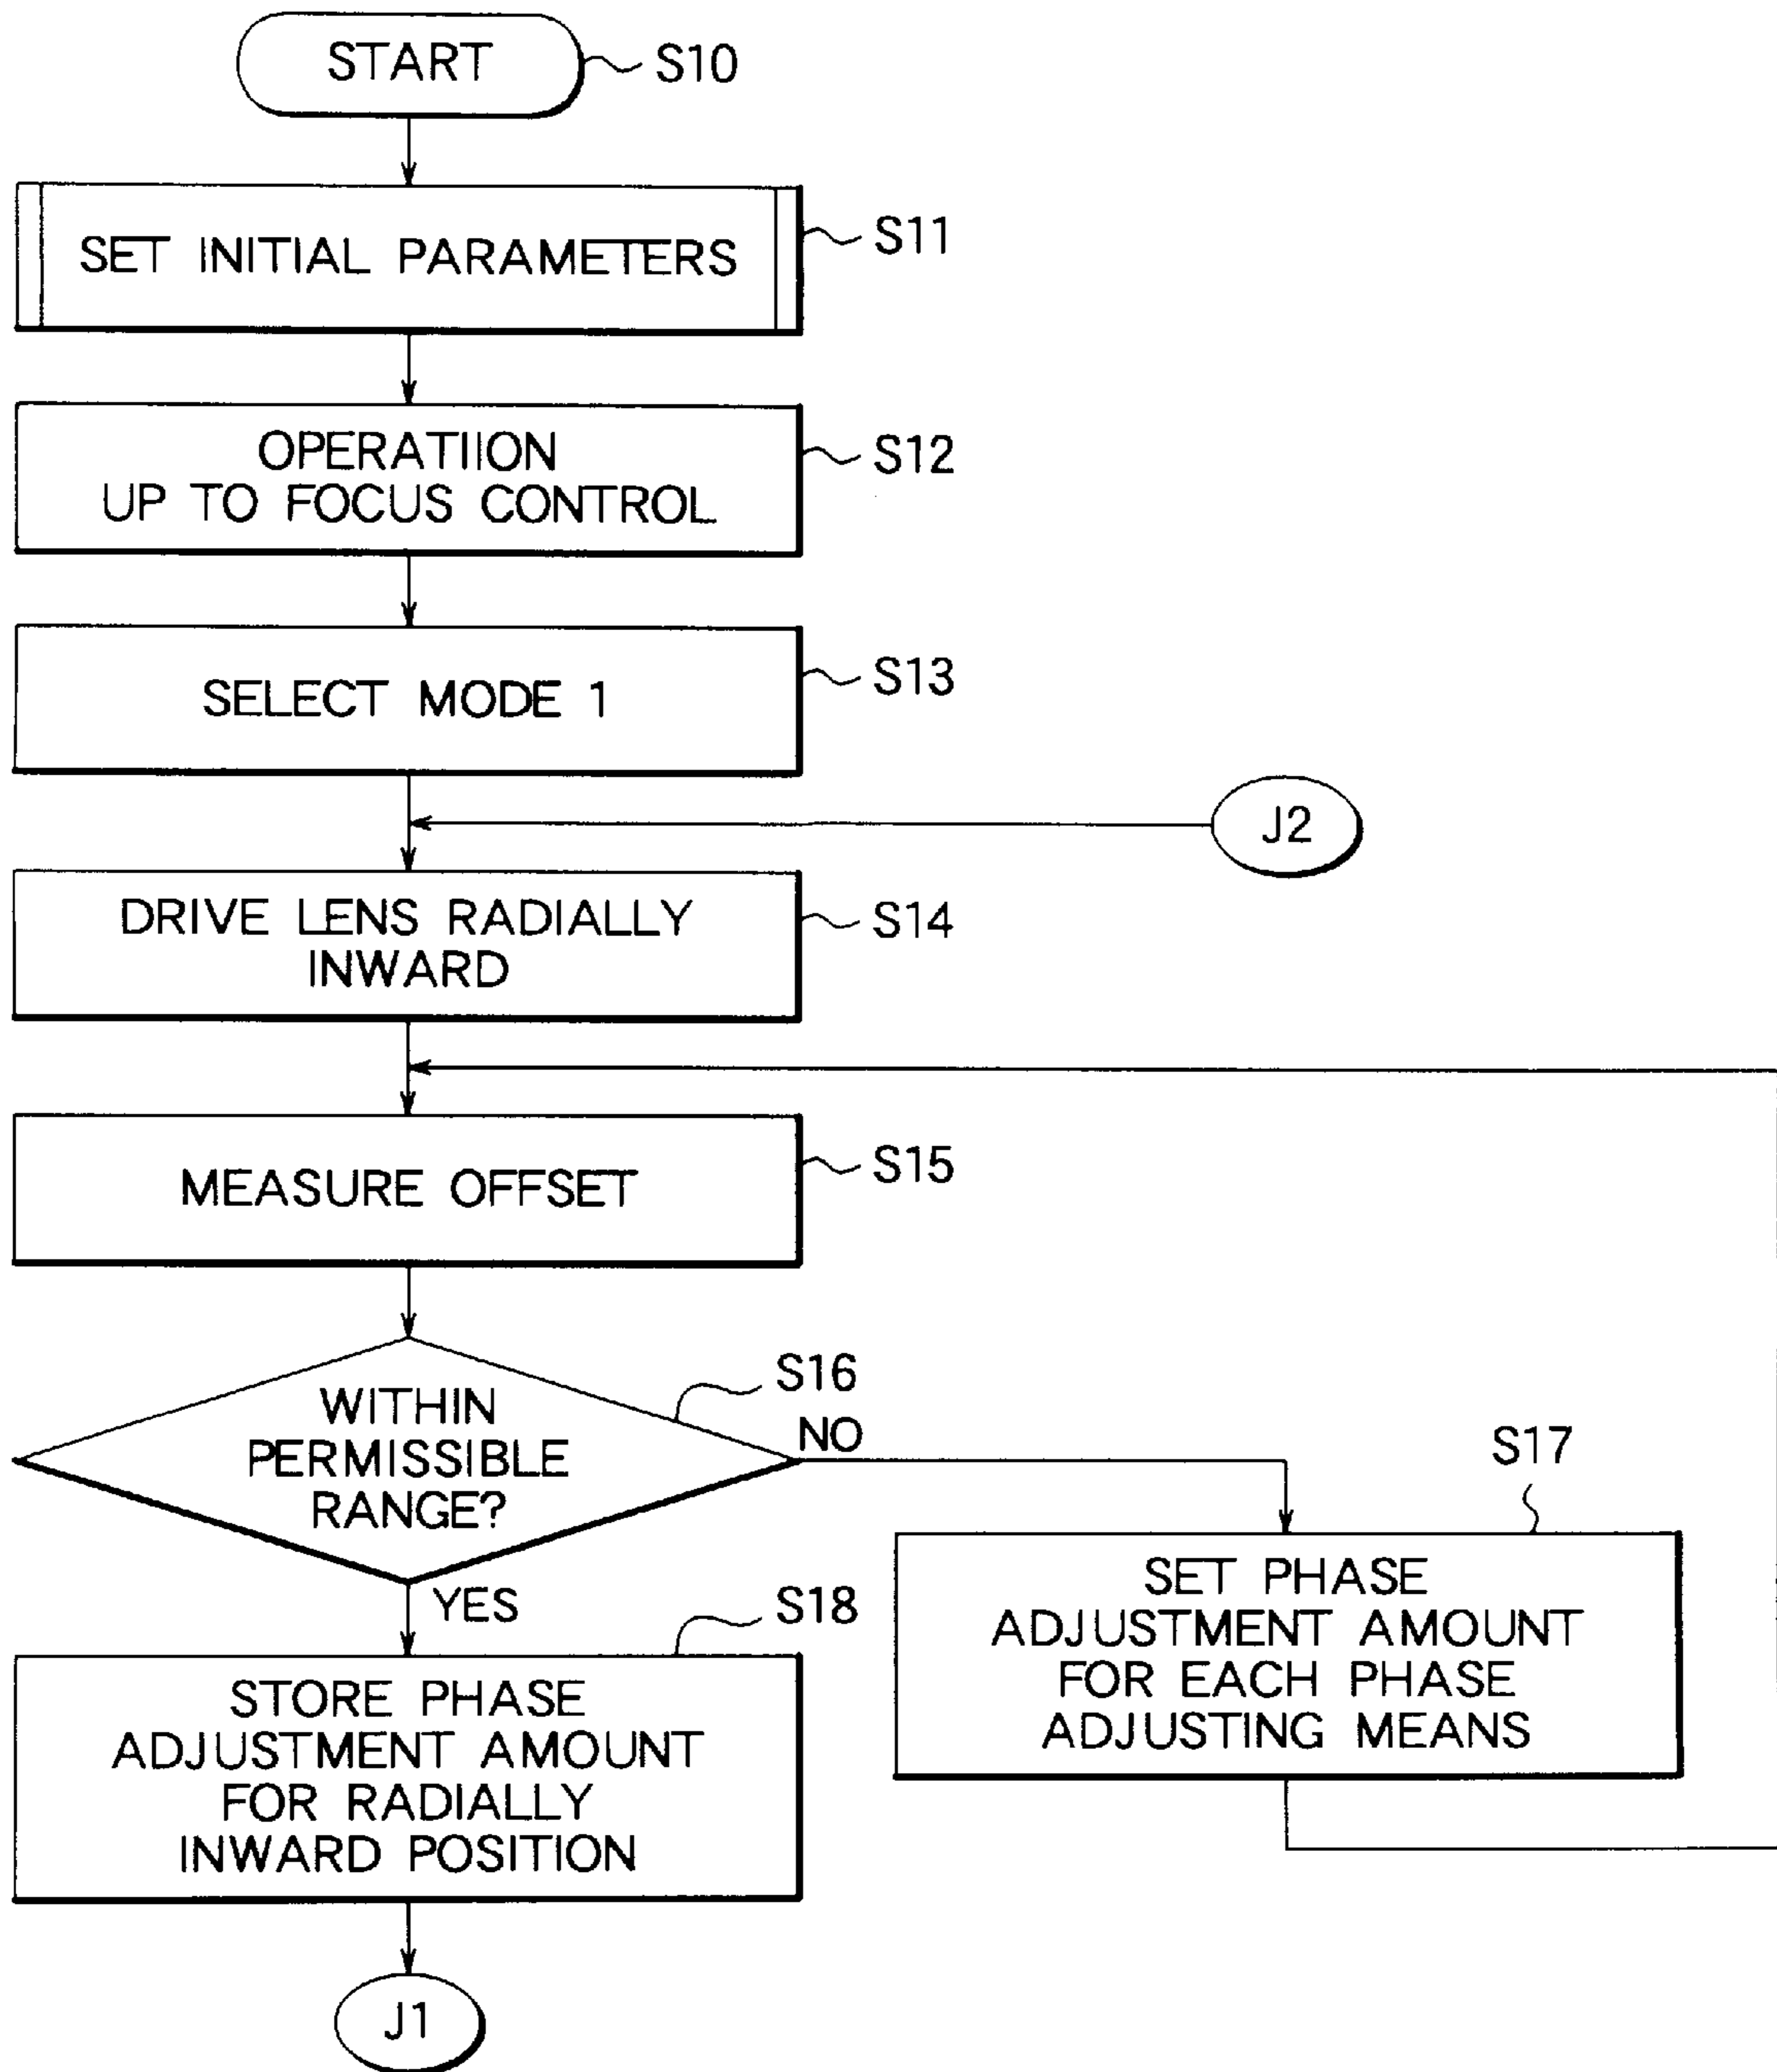 START
S10
SET INITIAL PARAMETERS
S11
OPERATIION
UP TO FOCUS CONTROL
S12
SELECT MODE 1
S13
J2
DRIVE LENS RADIALLY
INWARD
S14
MEASURE OFFSET
S15
WITHIN
PERMISSIBLE
RANGE?
S16
NO
S17
SET PHASE
ADJUSTMENT AMOUNT
FOR EACH PHASE
ADJUSTING MEANS
YES
S18
STORE PHASE
ADJUSTMENT AMOUNT
FOR RADIALLY
INWARD POSITION
J1